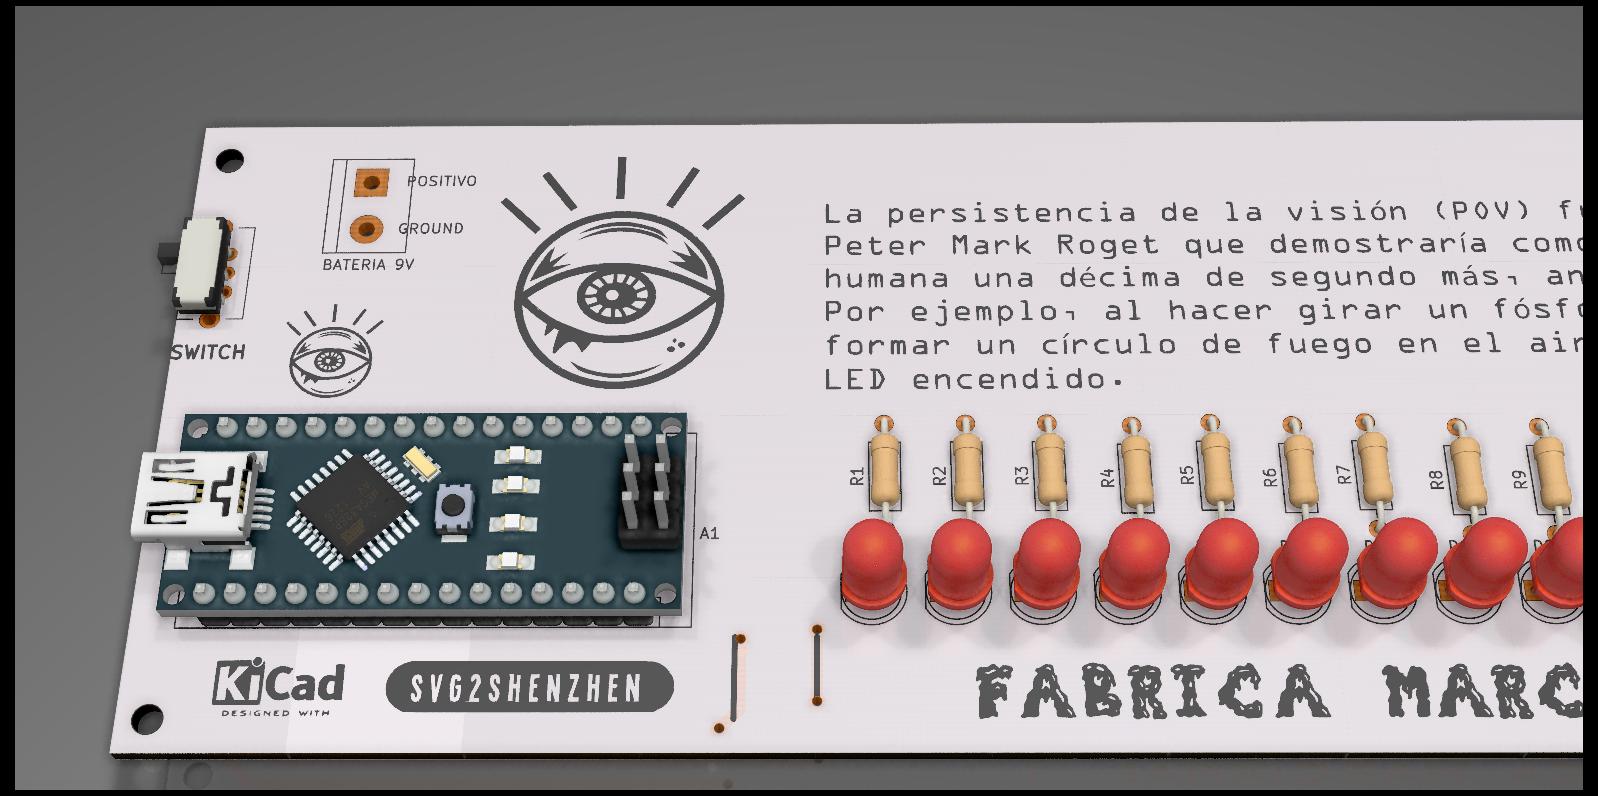 POSITIVO
GROUND
BATERIA 9V
SWITCH
La persistencia de la visión (POV)
Peter Mark Roget que demostraría como
humana una décima de segundo más, an
Por ejemplo, al hacer girar un fósfo
formar un círculo de fuego en el air
LED encendido.
R1 R2 R3 R4 R5 R6 R7 R8 R9
A1
KiCad
DESIGNED WITH
SVG2SHENZHEN
FABRICA MARC